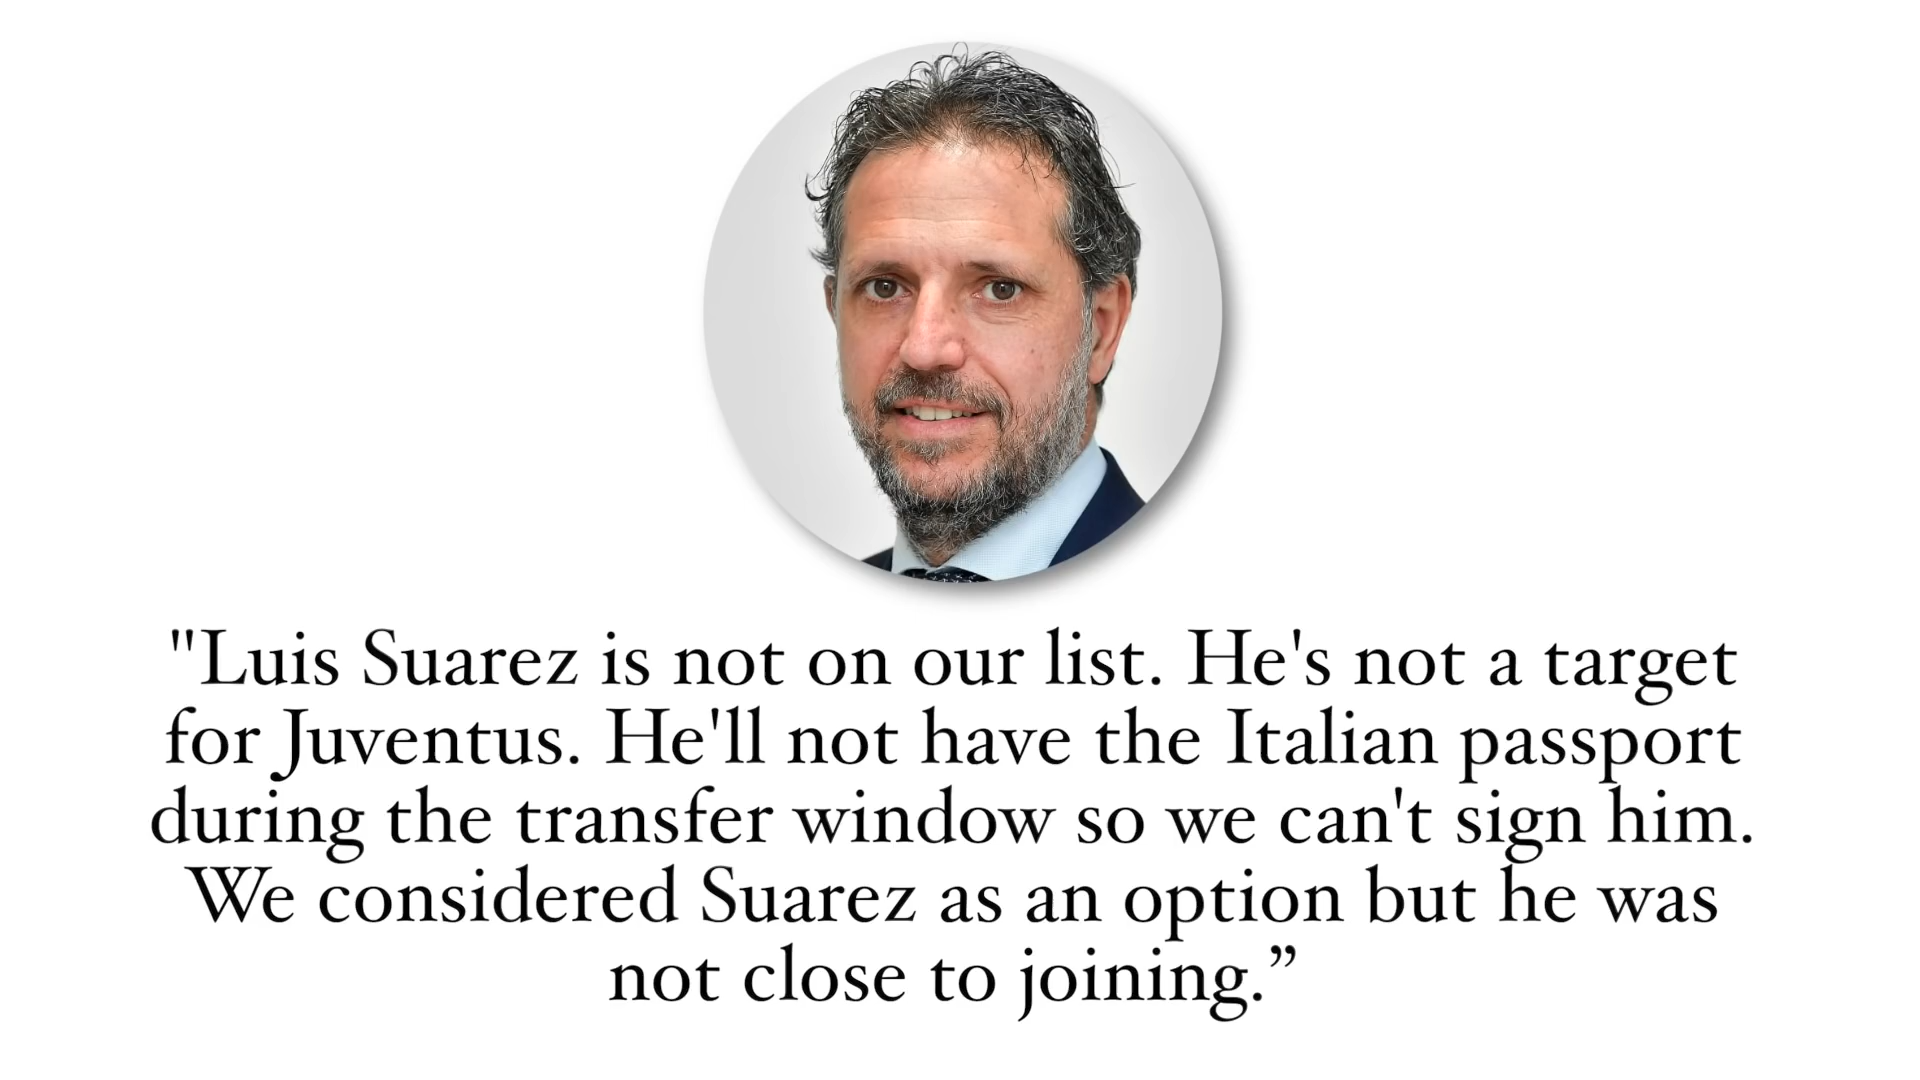 "Luis Suarez is not on our list. He's not a target
for Juventus. He'll not have the Italian passport
during the transfer window so we can't sign him.
We considered Suarez as an option but he was
not close to joining.”